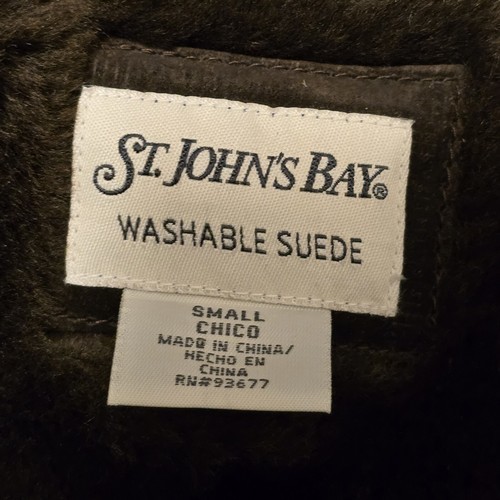 ST. JOHN'S BAY®
WASHABLE SUEDE
SMALL
CHICO
MADE IN CHINA/
HECHO EN
CHINA
RN#93677